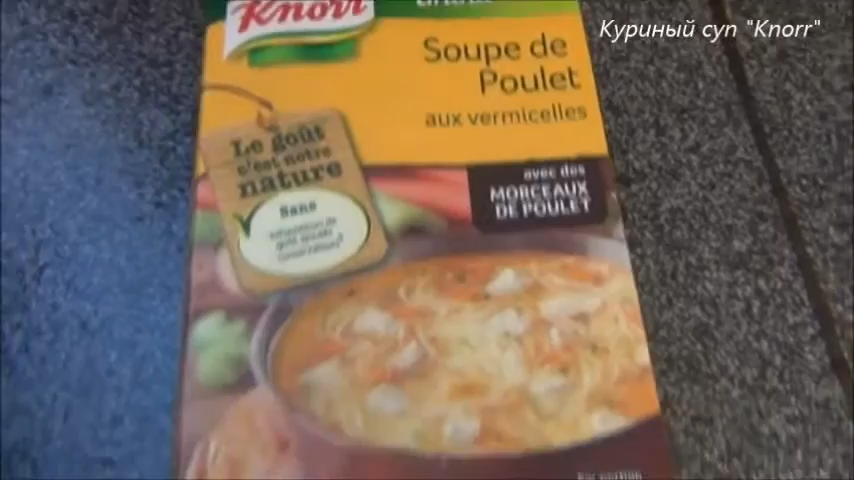 Куриный суп "Knorr"
Knorr
Soupe de
Poulet
aux vermicelles
Le goût
c'est notre
nature
Sans
avec des
MORCEAUX
DE POULET